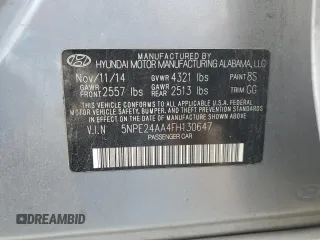 MANUFACTURED BY
HYUNDAI MOTOR MANUFACTURING ALABAMA, LLC
Nov/11/14 GVWR 4321 lbs PAINT 8S
GAWR FRONT 2557 lbs GAWR REAR 2513 lbs TRIM GG
THIS VEHICLE CONFORMS TO ALL APPLICABLE FEDERAL
MOTOR VEHICLE SAFETY, BUMPER, AND THEFT PREVENTION STANDARDS
IN EFFECT ON THE DATE OF MANUFACTURE SHOWN ABOVE.
V.I.N 5NPE24AA4FH130647
PASSENGER CAR
DREAMBID